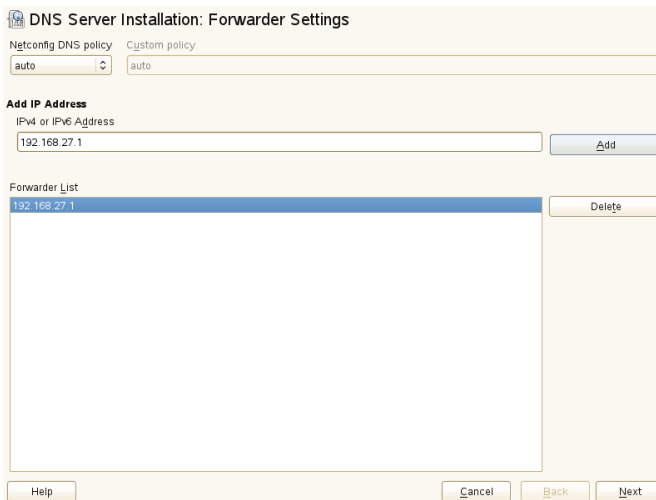 DNS Server Installation: Forwarder Settings
Netconfig DNS policy Custom policy
auto auto
Add IP Address
IPv4 or IPv6 Address
192.168.27.1 Add
Forwarder List
192.168.27.1 Delete
Help Cancel Back Next